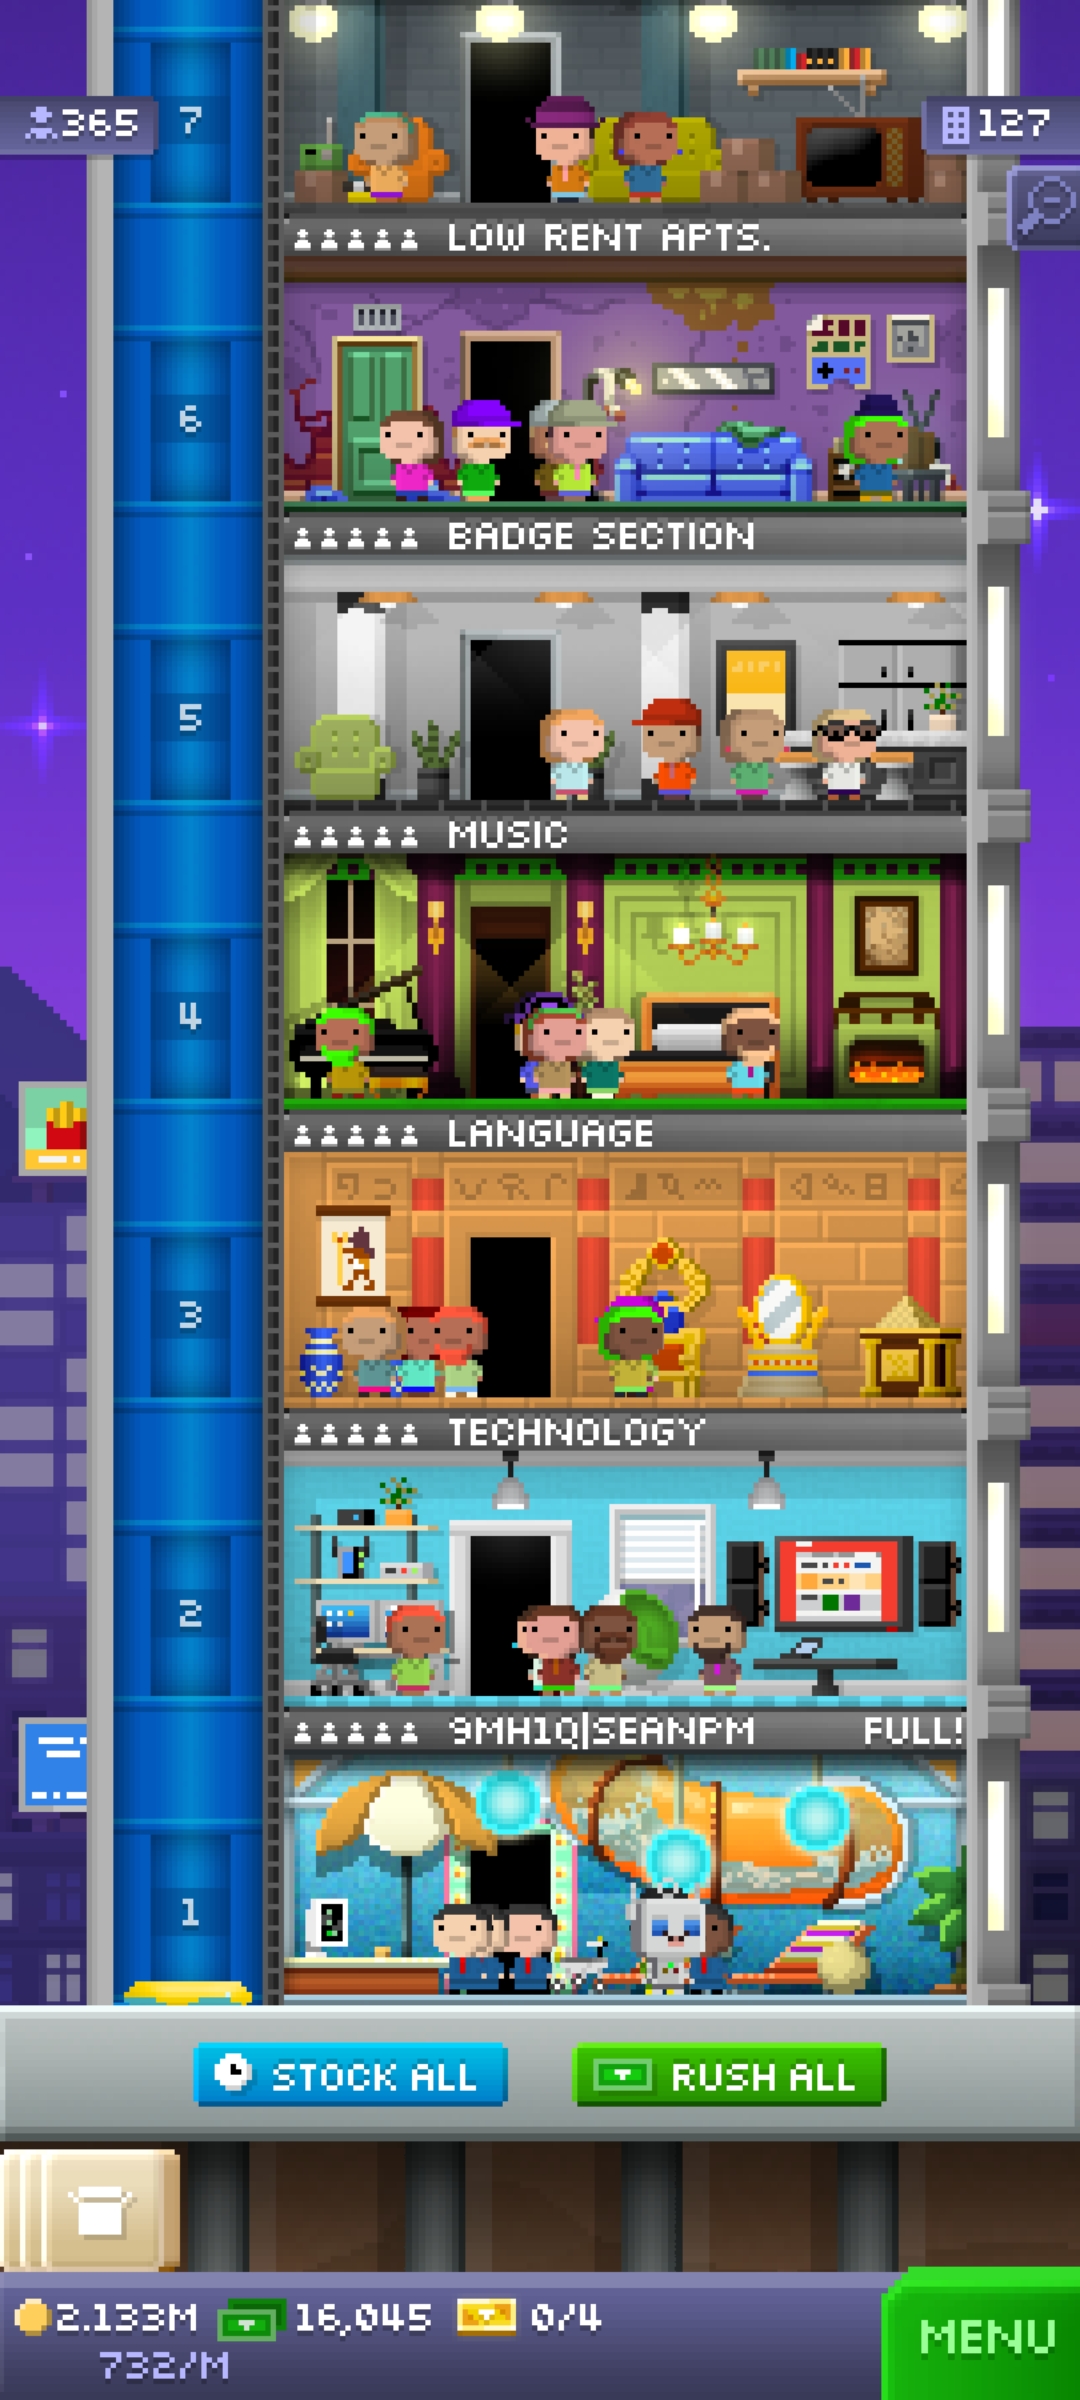 365
7
127
LOW RENT APTS.
6
BADGE SECTION
5
MUSIC
4
LANGUAGE
3
TECHNOLOGY
2
9MH1Q|SEANPM FULL!
1
STOCK ALL
RUSH ALL
2.133M 16,045 0/4
732/M
MENU